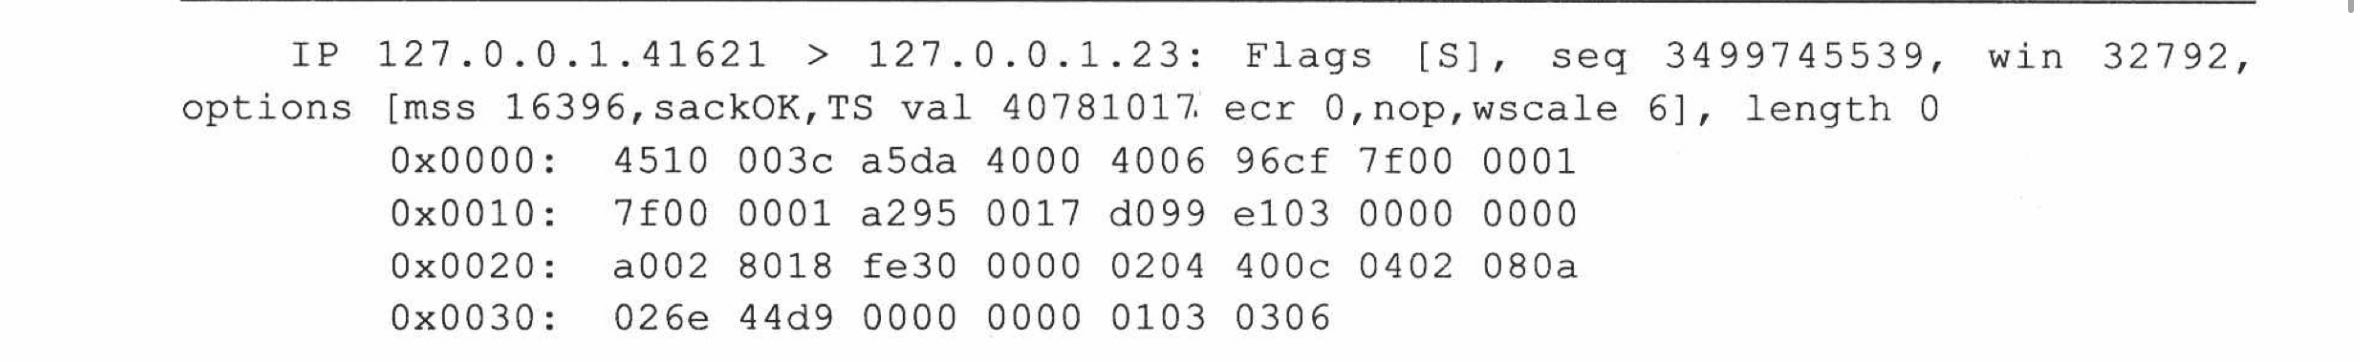 IP 127.0.0.1.41621 > 127.0.0.1.23: Flags [S], seq 3499745539, win 32792,
options [mss 16396,sackOK,TS val 40781017 ecr 0,nop,wscale 6], length 0
0x0000: 4510 003c a5da 4000 4006 96cf 7f00 0001
0x0010: 7f00 0001 a295 0017 d099 e103 0000 0000
0x0020: a002 8018 fe30 0000 0204 400c 0402 080a
0x0030: 026e 44d9 0000 0000 0103 0306